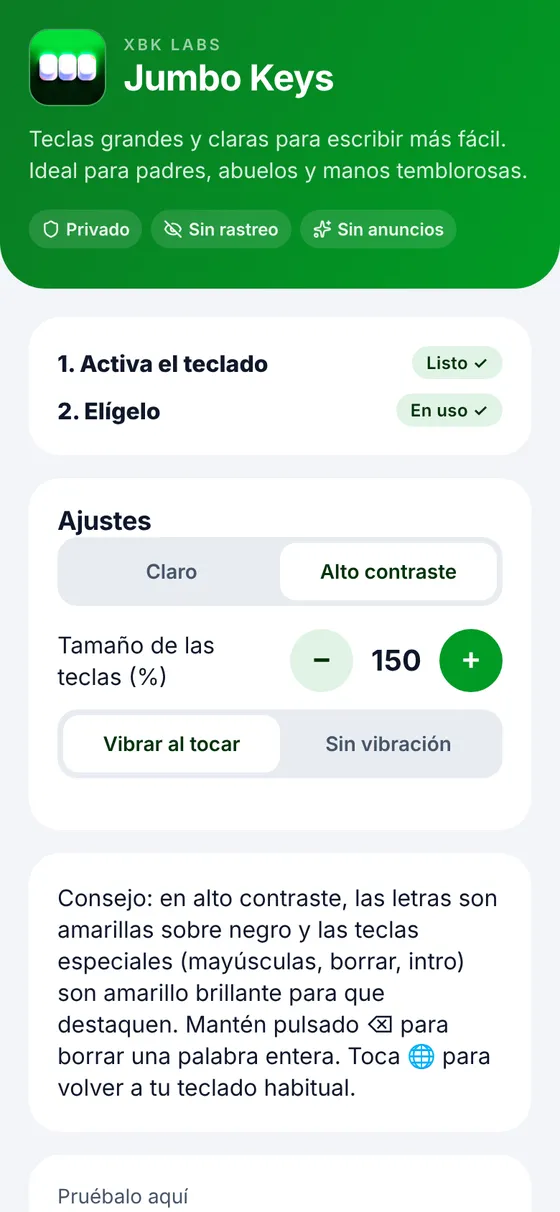 XBK LABS
Jumbo Keys
Teclas grandes y claras para escribir más fácil.
Ideal para padres, abuelos y manos temblorosas.
Privado
Sin rastreo
Sin anuncios
1. Activa el teclado
Listo ✓
2. Elígelo
En uso ✓
Ajustes
Claro
Alto contraste
Tamaño de las
teclas (%)
−
150
+
Vibrar al tocar
Sin vibración
Consejo: en alto contraste, las letras son
amarillas sobre negro y las teclas
especiales (mayúsculas, borrar, intro)
son amarillo brillante para que
destaquen. Mantén pulsado ⌫ para
borrar una palabra entera. Toca 🌐 para
volver a tu teclado habitual.
Pruébalo aquí